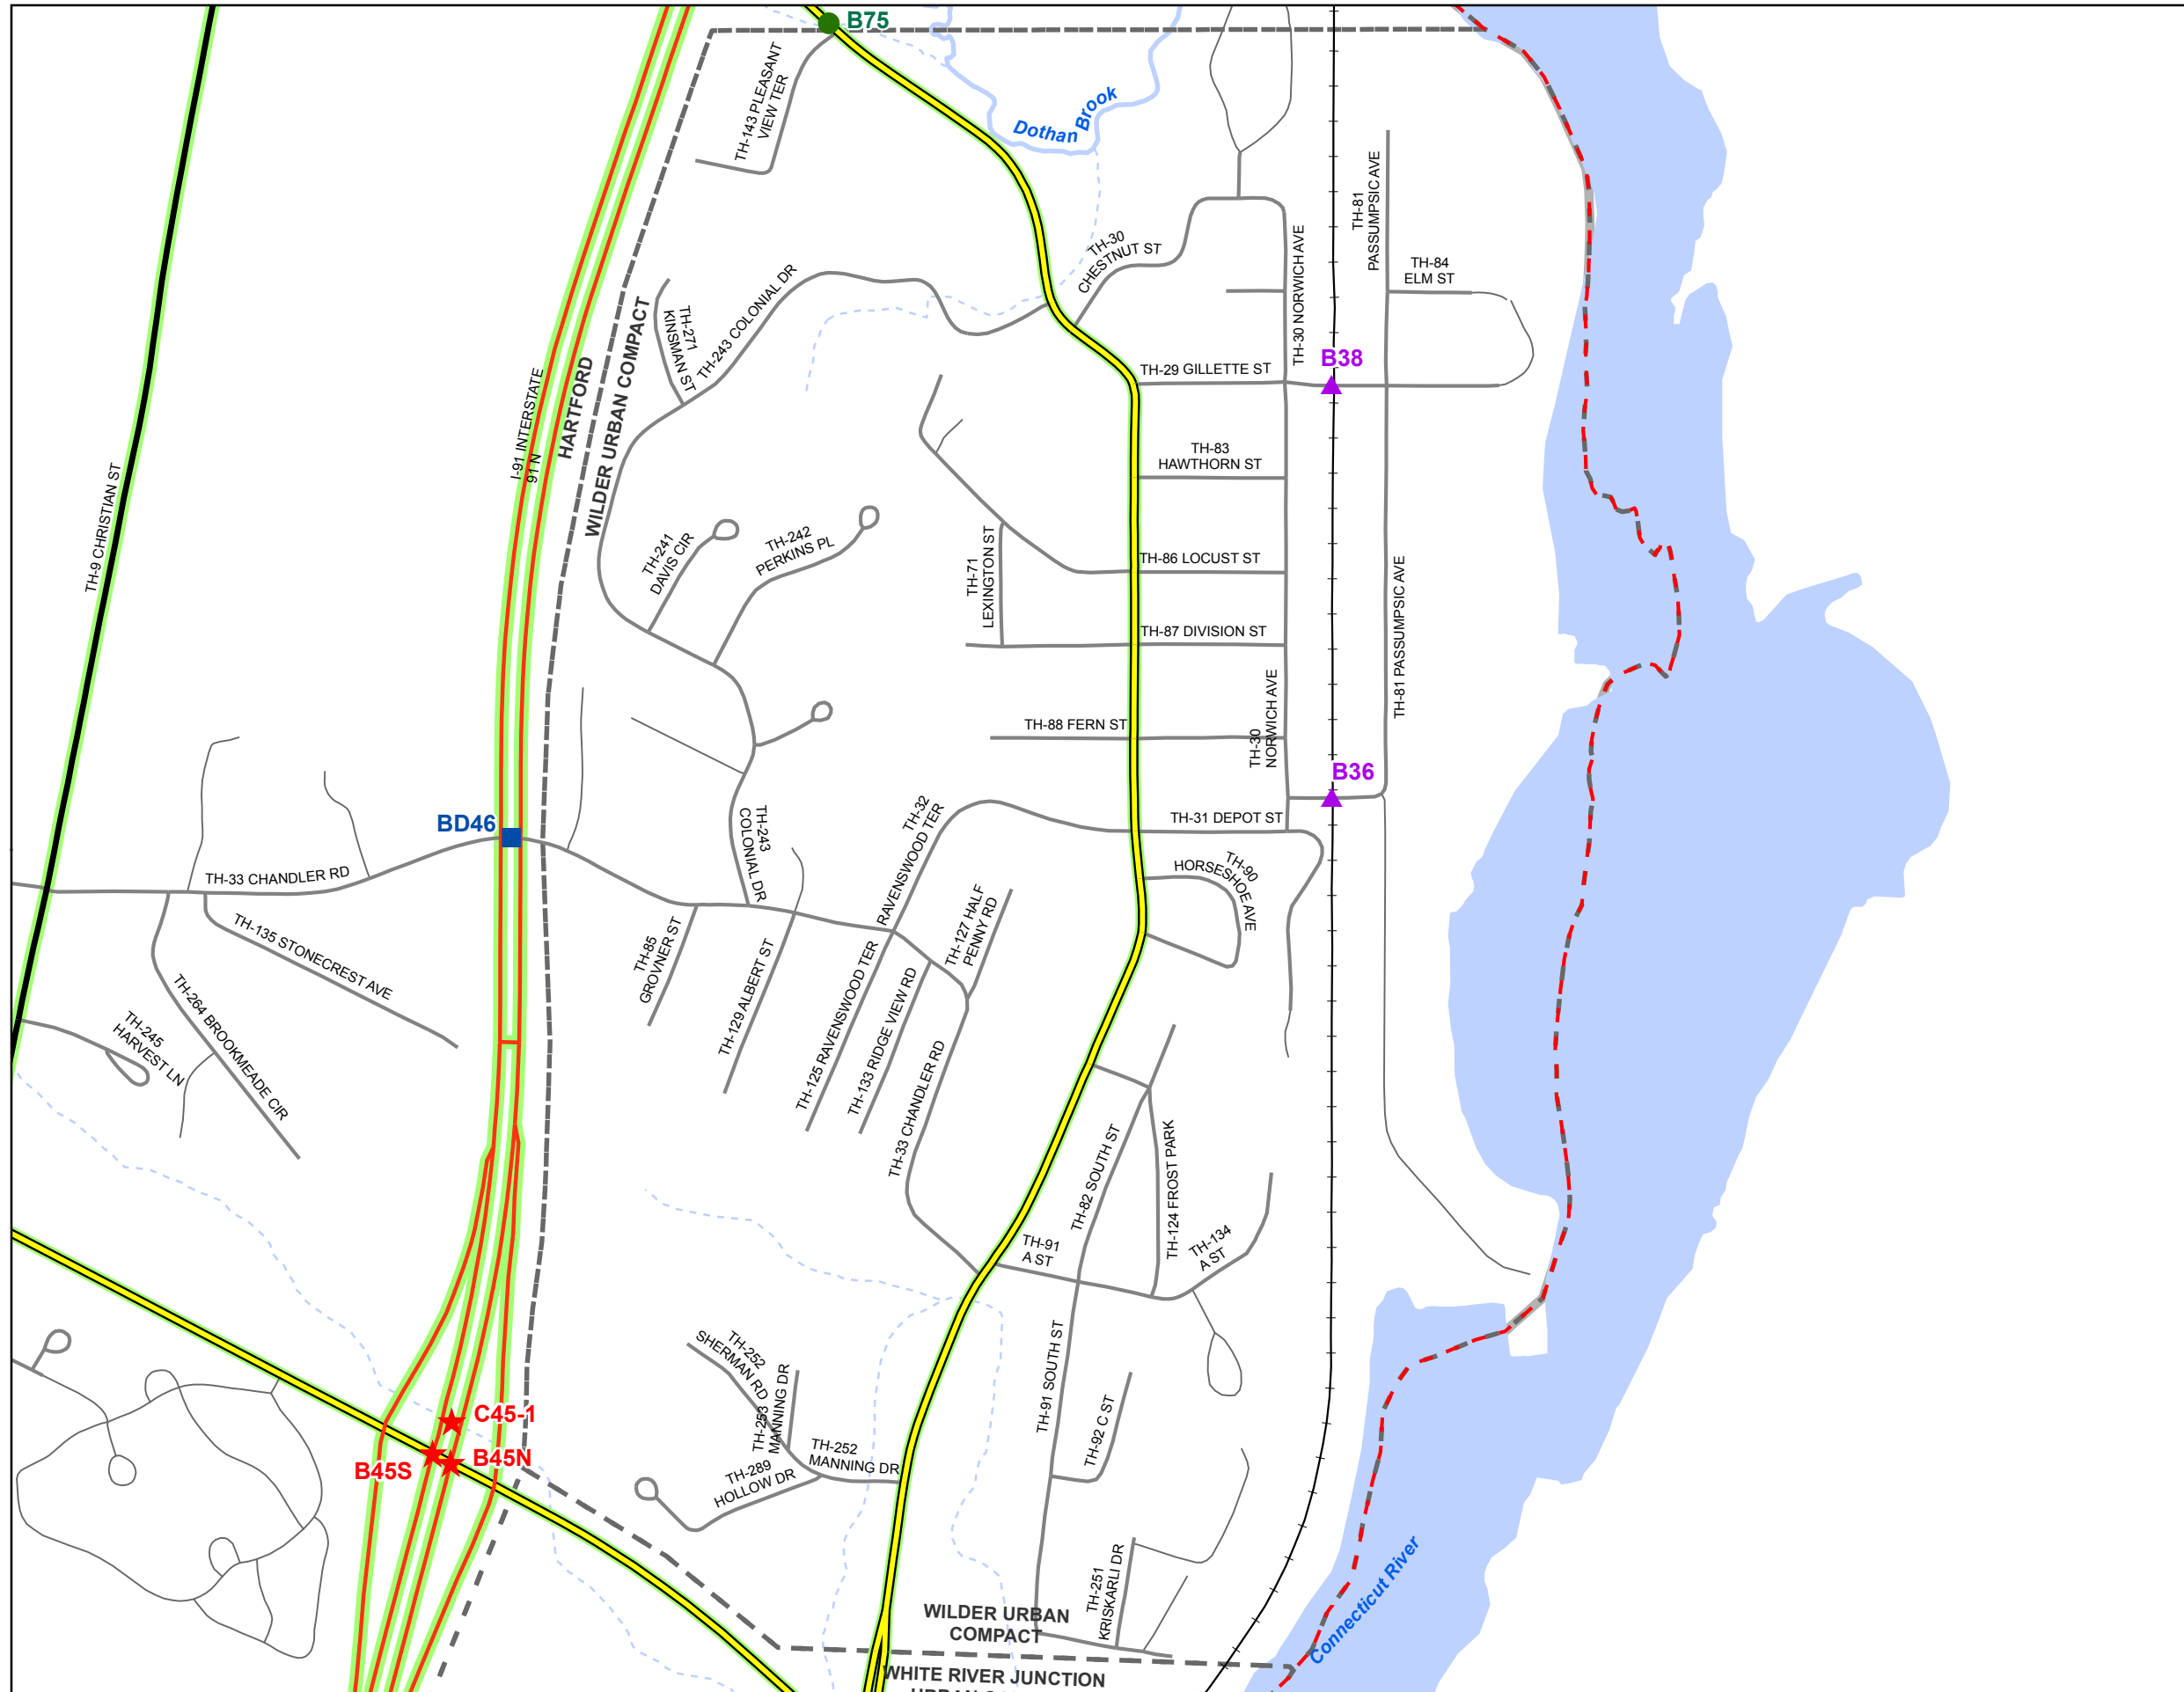 B75
TH-143 PLEASANT
VIEW TER
Dothan Brook
TH-30
CHESTNUT ST
TH-30 NORWICH AVE
TH-81
PASSUMPSIC AVE
TH-84
ELM ST
TH-271
KINSMAN ST
TH-243 COLONIAL DR
I-91 INTERSTATE
91 N
HARTFORD
WILDER URBAN COMPACT
TH-29 GILLETTE ST
B38
TH-9 CHRISTIAN ST
TH-83
HAWTHORN ST
TH-241
DAVIS CIR
TH-242
PERKINS PL
TH-71
LEXINGTON ST
TH-86 LOCUST ST
TH-87 DIVISION ST
TH-81 PASSUMPSIC AVE
TH-88 FERN ST
TH-30
NORWICH AVE
B36
BD46
TH-243
COLONIAL DR
TH-32
RAVENSWOOD TER
TH-31 DEPOT ST
TH-33 CHANDLER RD
TH-90
HORSESHOE AVE
TH-135 STONECREST AVE
TH-85
GROVNER ST
TH-129 ALBERT ST
TH-125 RAVENSWOOD TER
TH-127 HALF
PENNY RD
TH-133 RIDGE VIEW RD
TH-264 BROOKMEADE CIR
TH-245
HARVEST LN
TH-33 CHANDLER RD
TH-82 SOUTH ST
TH-124 FROST PARK
TH-91
A ST
TH-134
A ST
TH-252
SHERMAN RD
TH-253
MANNING DR
TH-91 SOUTH ST
TH-92 C ST
C45-1
B45S
B45N
TH-252
MANNING DR
TH-289
HOLLOW DR
TH-251
KRISKARLI DR
Connecticut River
WILDER URBAN
COMPACT
WHITE RIVER JUNCTION